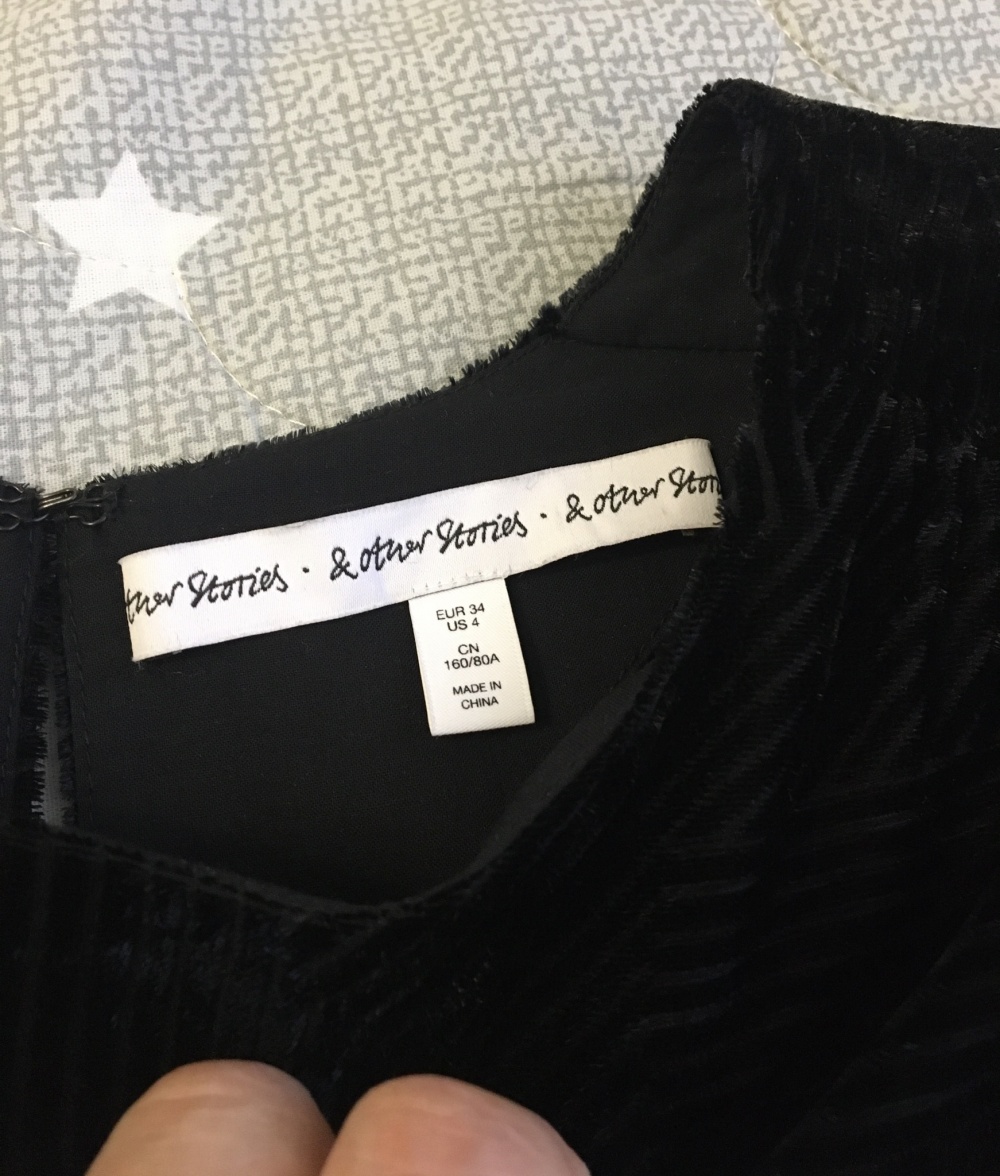 Stories · & other Stories · & other
EUR 34
US 4
CN
160/80A
MADE IN
CHINA